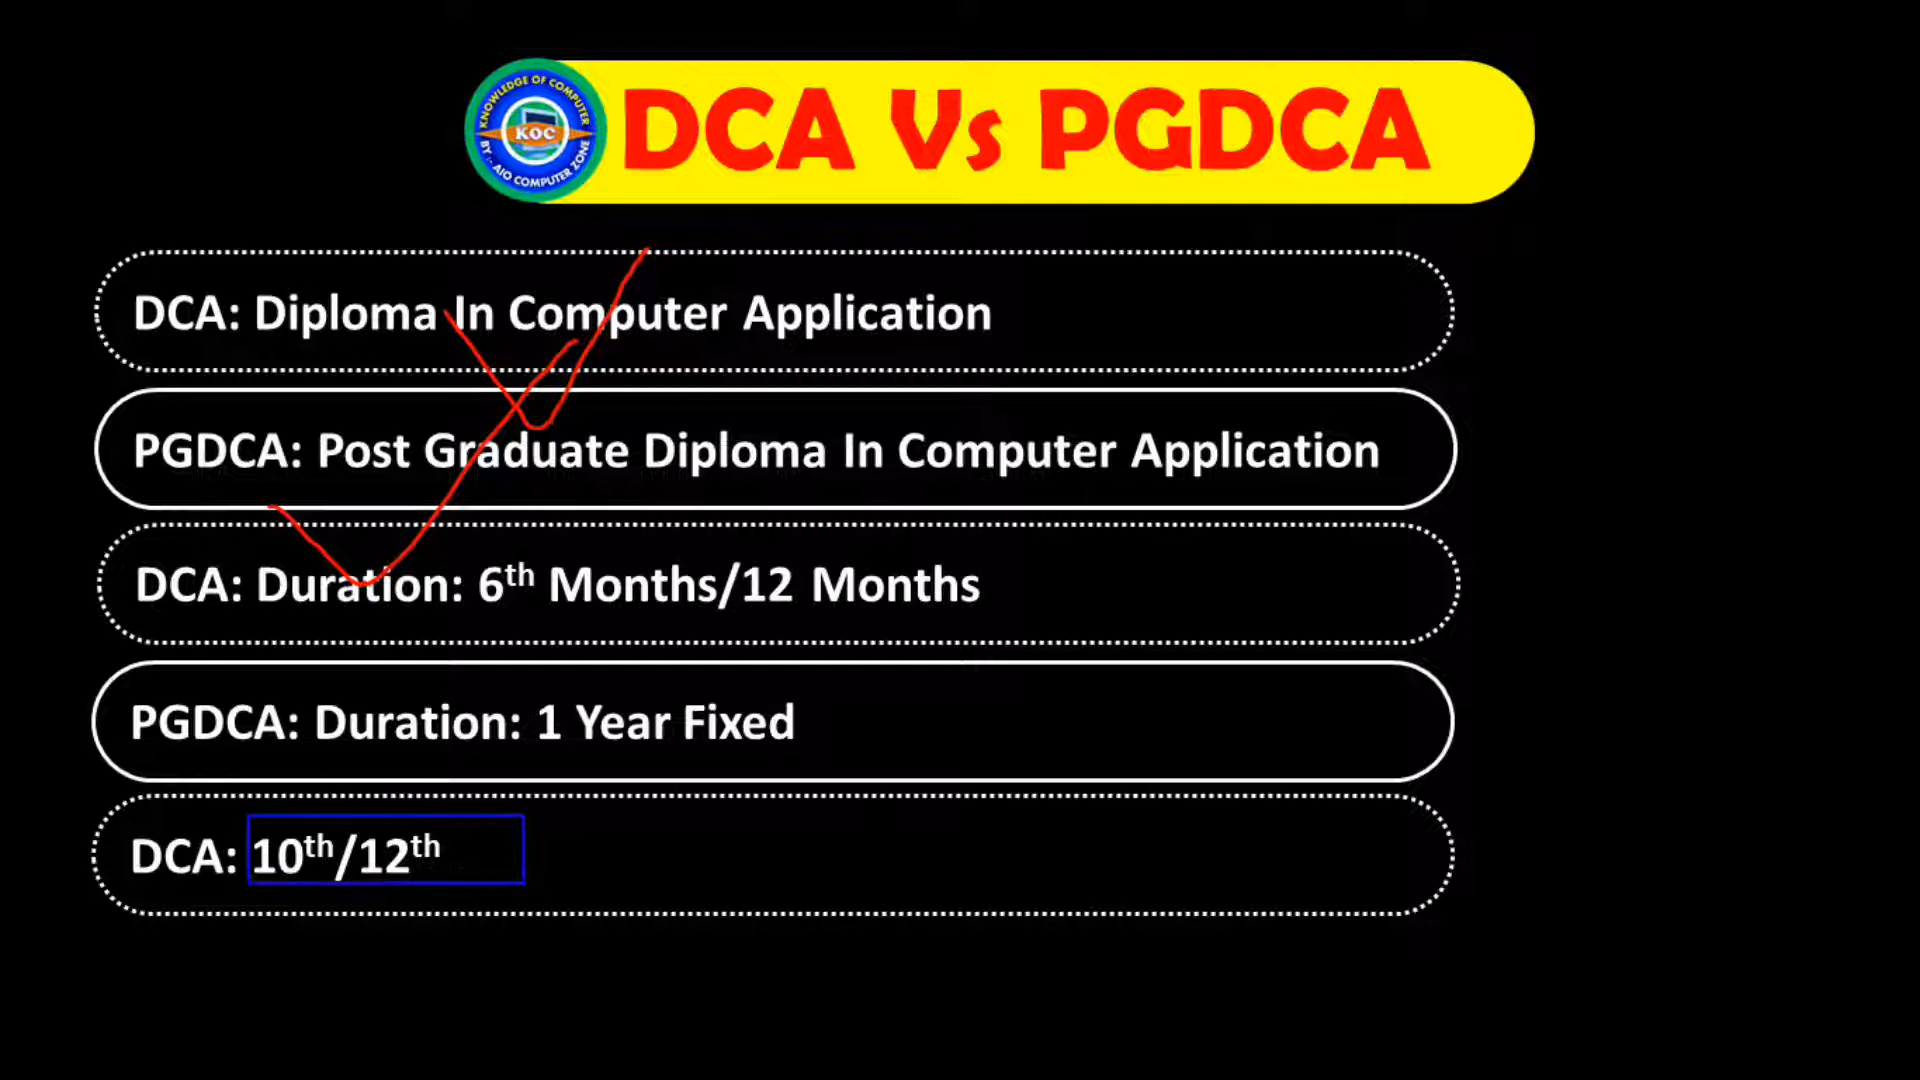 KNOWLEDGE OF COMPUTER
KOC
BY :- AIO COMPUTER ZONE
DCA Vs PGDCA
DCA: Diploma In Computer Application
PGDCA: Post Graduate Diploma In Computer Application
DCA: Duration: 6th Months/12 Months
PGDCA: Duration: 1 Year Fixed
DCA: 10th/12th